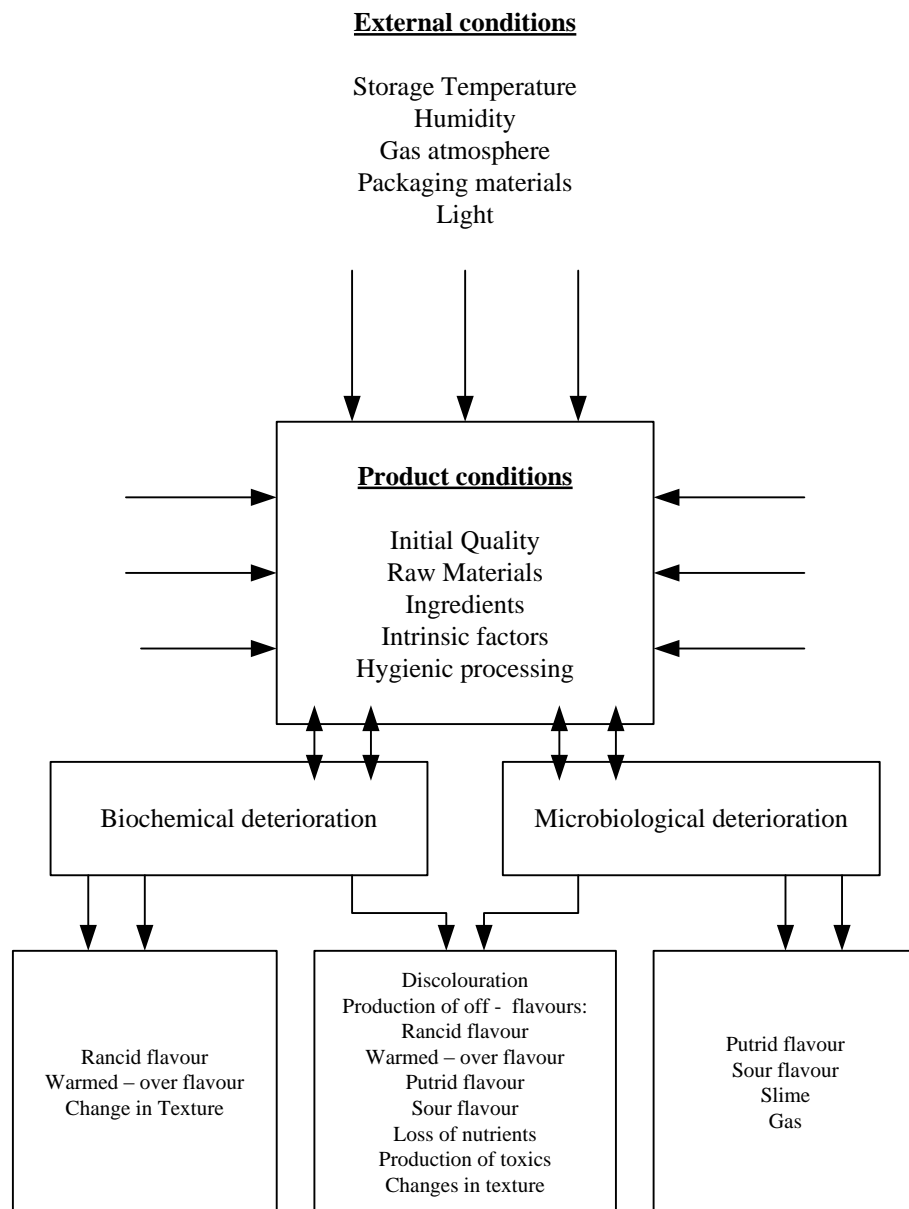 External conditions
Storage Temperature
Humidity
Gas atmosphere
Packaging materials
Light
Product conditions
Initial Quality
Raw Materials
Ingredients
Intrinsic factors
Hygienic processing
Biochemical deterioration
Microbiological deterioration
Rancid flavour
Warmed – over flavour
Change in Texture
Discolouration
Production of off - flavours:
Rancid flavour
Warmed – over flavour
Putrid flavour
Sour flavour
Loss of nutrients
Production of toxics
Changes in texture
Putrid flavour
Sour flavour
Slime
Gas